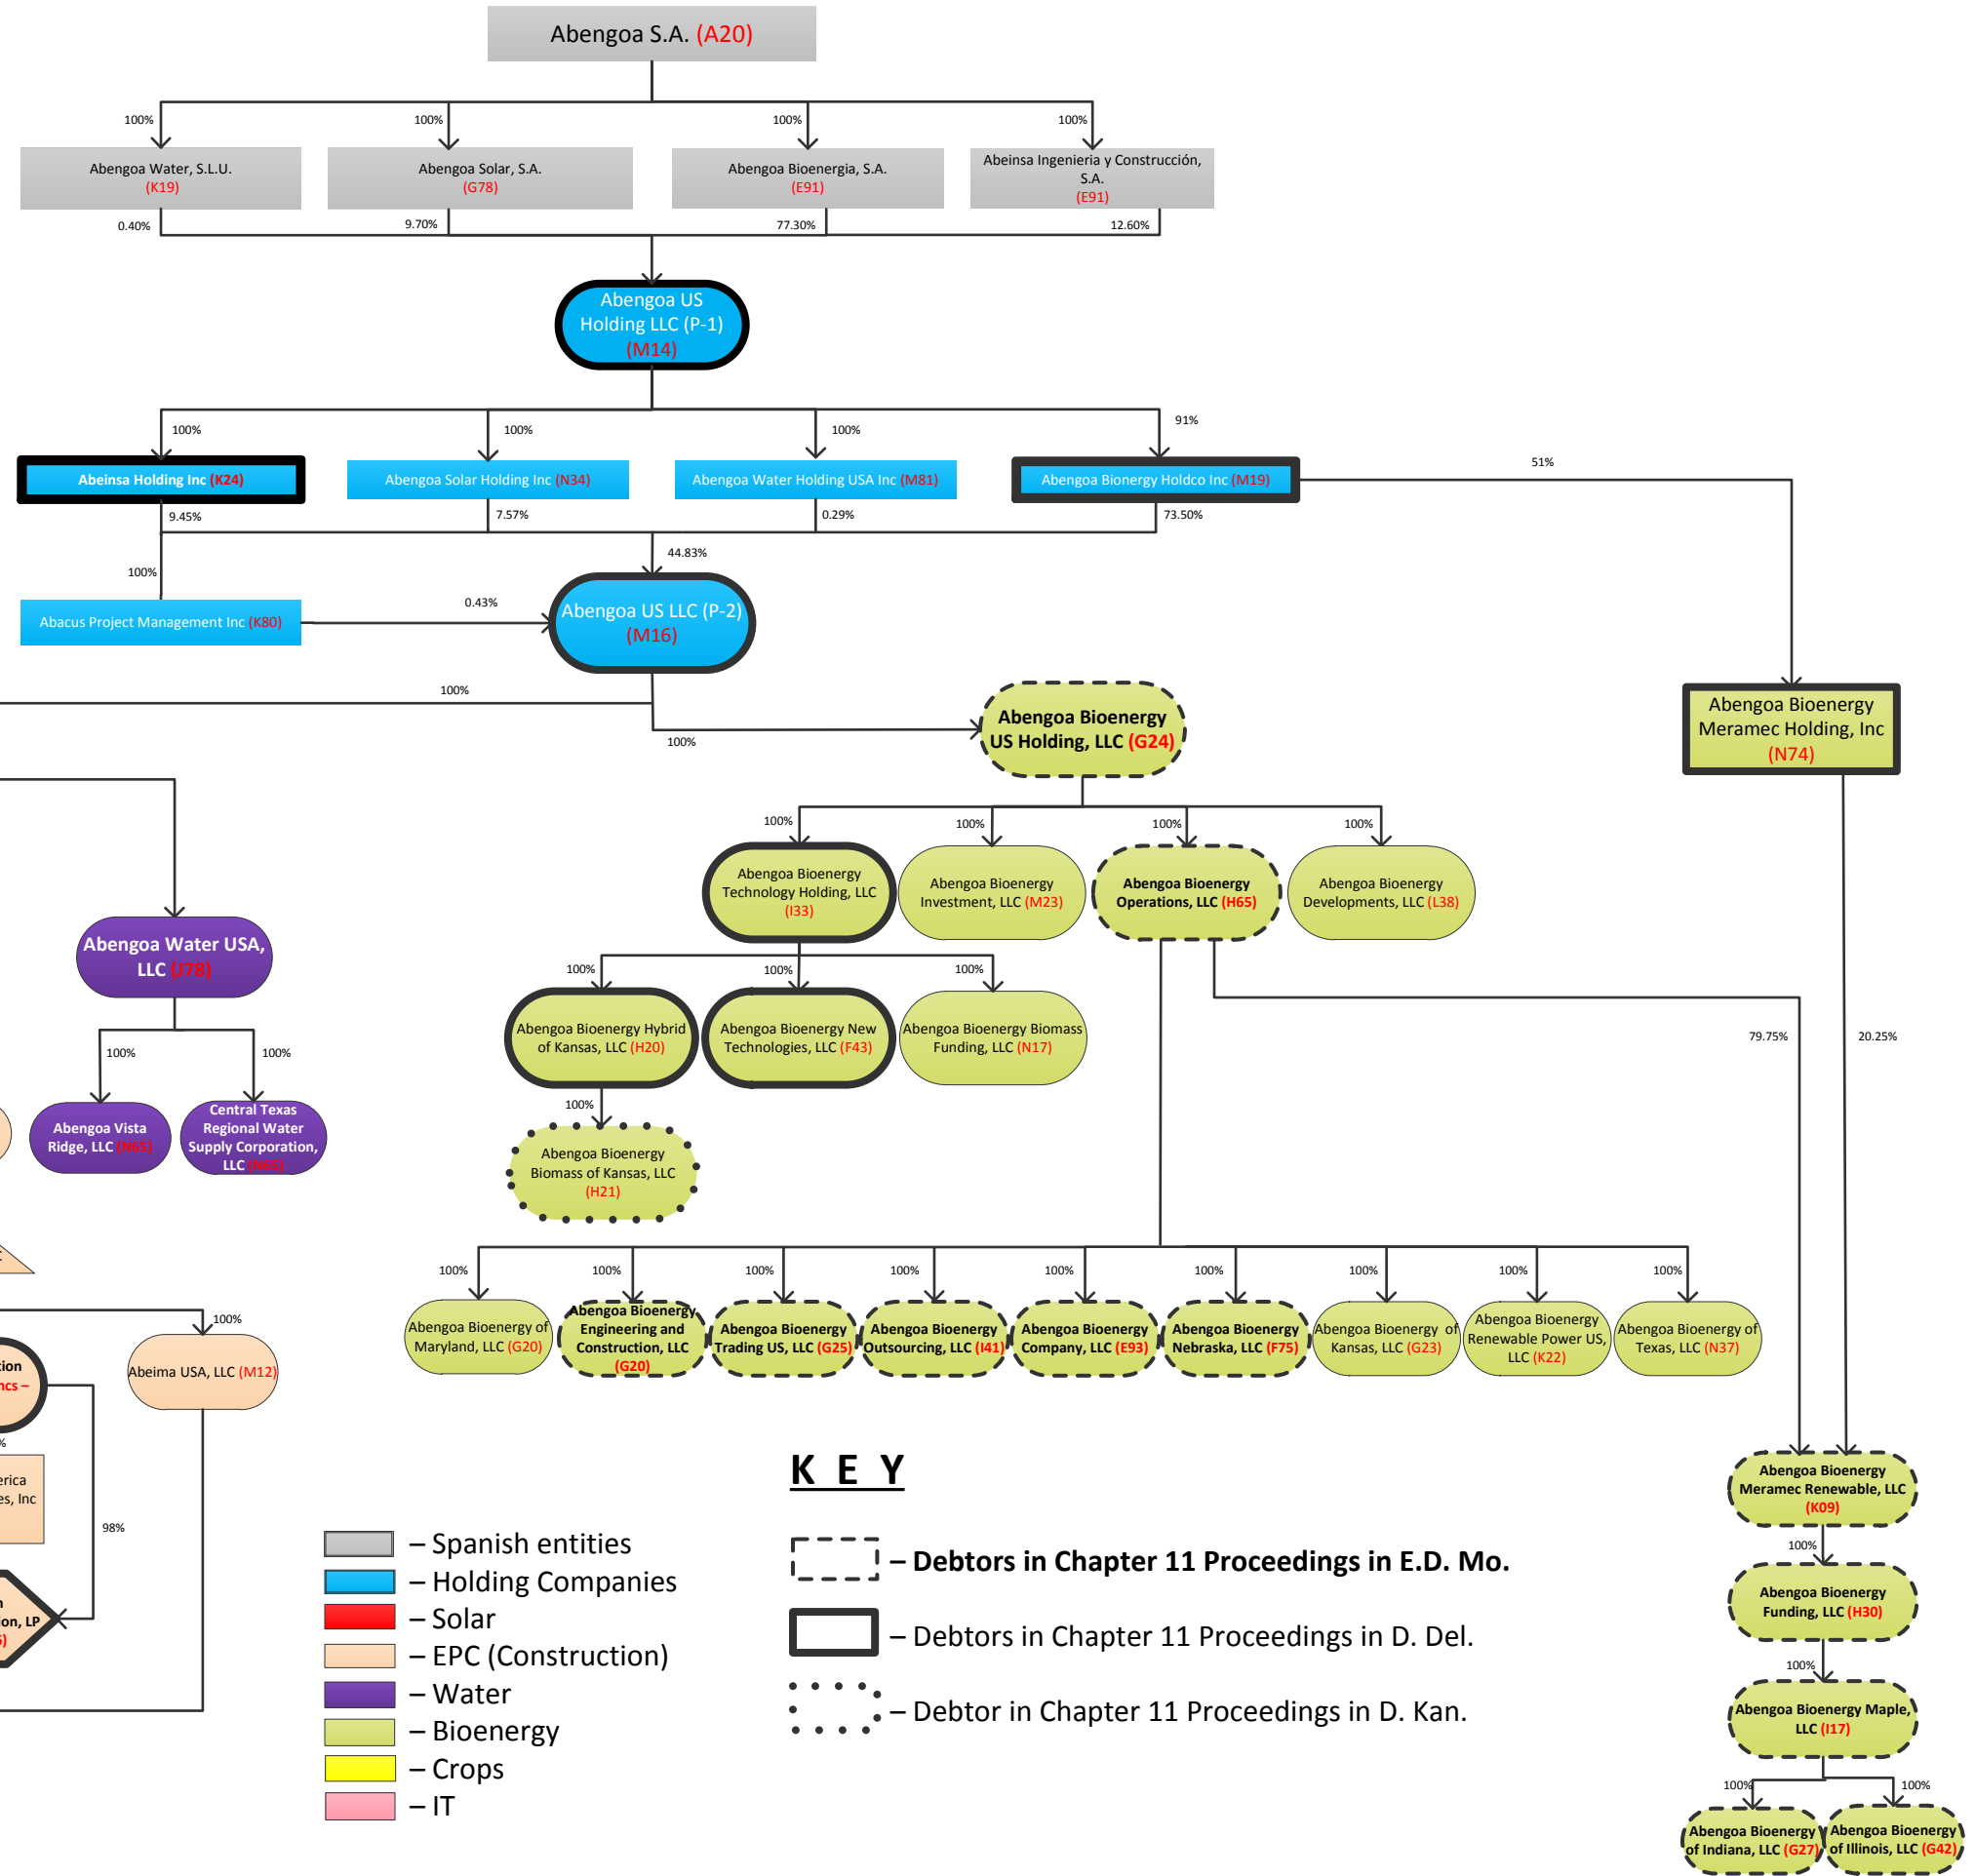 Abengoa S.A. (A20)
100%
100%
100%
100%
Abengoa Water, S.L.U.
(K19)
Abengoa Solar, S.A.
(G78)
Abengoa Bioenergia, S.A.
(E91)
Abeinsa Ingenieria y Construcción,
S.A.
(E91)
0.40%
9.70%
77.30%
12.60%
Abengoa US
Holding LLC (P-1)
(M14)
100%
100%
100%
91%
Abeinsa Holding Inc (K24)
Abengoa Solar Holding Inc (N34)
Abengoa Water Holding USA Inc (M81)
Abengoa Bionergy Holdco Inc (M19)
51%
9.45%
7.57%
0.29%
73.50%
44.83%
100%
Abacus Project Management Inc (K80)
0.43%
Abengoa US LLC (P-2)
(M16)
100%
100%
Abengoa Bioenergy
US Holding, LLC (G24)
Abengoa Bioenergy
Meramec Holding, Inc
(N74)
100%
100%
100%
100%
Abengoa Bioenergy
Technology Holding, LLC
(I33)
Abengoa Bioenergy
Investment, LLC (M23)
Abengoa Bioenergy
Operations, LLC (H65)
Abengoa Bioenergy
Developments, LLC (L38)
Abengoa Water USA,
LLC (J78)
100%
100%
100%
Abengoa Bioenergy Hybrid
of Kansas, LLC (H20)
Abengoa Bioenergy New
Technologies, LLC (F43)
Abengoa Bioenergy Biomass
Funding, LLC (N17)
79.75%
20.25%
100%
100%
Abengoa Vista
Ridge, LLC (N65)
Central Texas
Regional Water
Supply Corporation,
LLC (N65)
100%
Abengoa Bioenergy
Biomass of Kansas, LLC
(H21)
100%
100%
100%
100%
100%
100%
100%
100%
100%
Abengoa Bioenergy of
Maryland, LLC (G20)
Abengoa Bioenergy
Engineering and
Construction, LLC
(G20)
Abengoa Bioenergy
Trading US, LLC (G25)
Abengoa Bioenergy
Outsourcing, LLC (I41)
Abengoa Bioenergy
Company, LLC (E93)
Abengoa Bioenergy
Nebraska, LLC (F75)
Abengoa Bioenergy of
Kansas, LLC (G23)
Abengoa Bioenergy
Renewable Power US,
LLC (K22)
Abengoa Bioenergy of
Texas, LLC (N37)
100%
Abeima USA, LLC (M12)
tion
ncs –
%
erica
es, Inc
98%
n
ion, LP
)
K E Y
– Spanish entities
– Holding Companies
– Solar
– EPC (Construction)
– Water
– Bioenergy
– Crops
– IT
– Debtors in Chapter 11 Proceedings in E.D. Mo.
– Debtors in Chapter 11 Proceedings in D. Del.
– Debtor in Chapter 11 Proceedings in D. Kan.
Abengoa Bioenergy
Meramec Renewable, LLC
(K09)
100%
Abengoa Bioenergy
Funding, LLC (H30)
100%
Abengoa Bioenergy Maple,
LLC (I17)
100%
100%
Abengoa Bioenergy
of Indiana, LLC (G27)
Abengoa Bioenergy
of Illinois, LLC (G42)